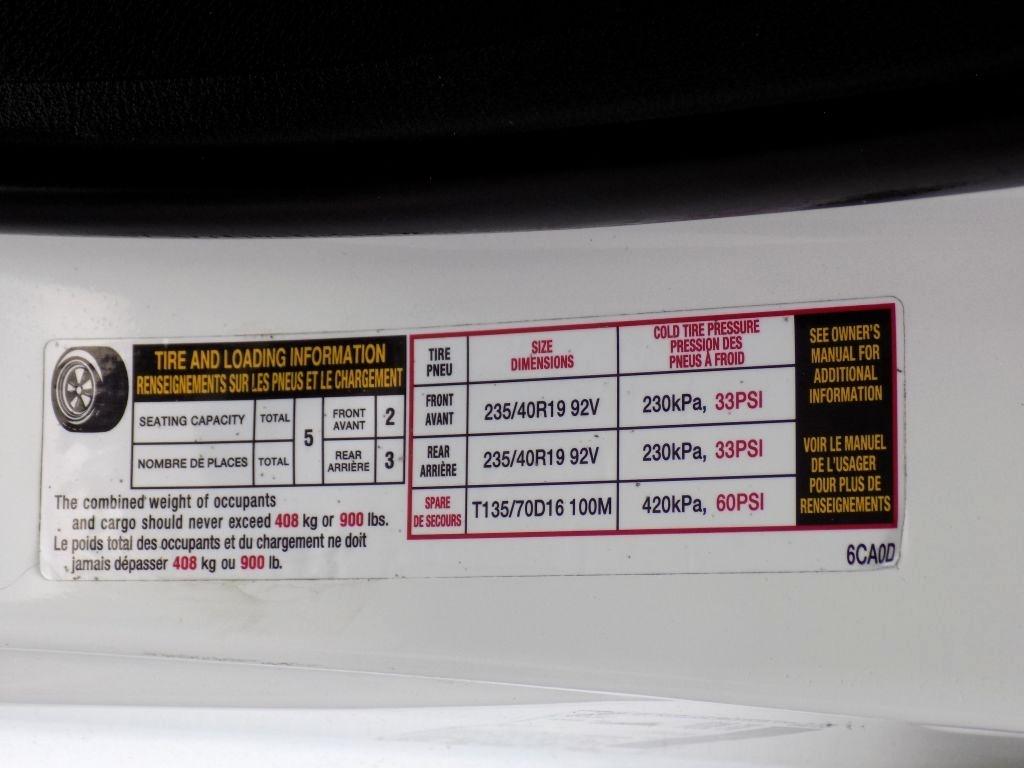 TIRE AND LOADING INFORMATION
RENSEIGNEMENTS SUR LES PNEUS ET LE CHARGEMENT
SEATING CAPACITY TOTAL 5 FRONT AVANT 2
NOMBRE DE PLACES TOTAL REAR ARRIÈRE 3
The combined weight of occupants
and cargo should never exceed 408 kg or 900 lbs.
Le poids total des occupants et du chargement ne doit
jamais dépasser 408 kg ou 900 lb.
TIRE PNEU SIZE DIMENSIONS COLD TIRE PRESSURE PRESSION DES PNEUS À FROID
FRONT AVANT 235/40R19 92V 230kPa, 33PSI
REAR ARRIÈRE 235/40R19 92V 230kPa, 33PSI
SPARE DE SECOURS T135/70D16 100M 420kPa, 60PSI
SEE OWNER'S
MANUAL FOR
ADDITIONAL
INFORMATION
VOIR LE MANUEL
DE L'USAGER
POUR PLUS DE
RENSEIGNEMENTS
6CA0D